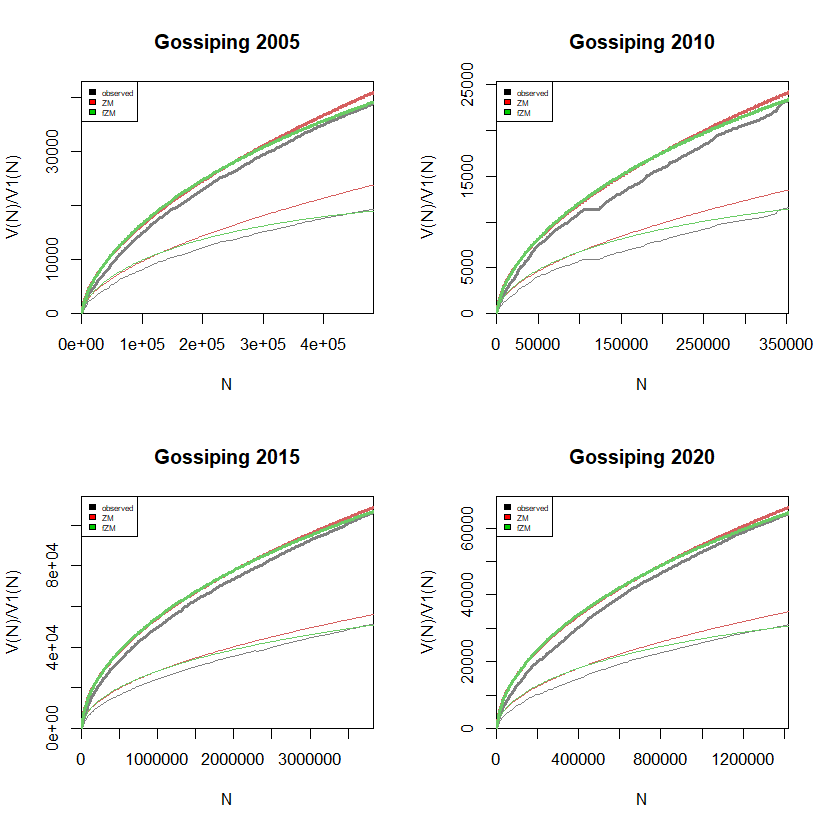 Gossiping 2005
observed
ZM
fZM
V(N)/V1(N)
0 10000 30000
0e+00 1e+05 2e+05 3e+05 4e+05
N
Gossiping 2010
observed
ZM
fZM
V(N)/V1(N)
0 5000 15000 25000
0 50000 150000 250000 350000
N
Gossiping 2015
observed
ZM
fZM
V(N)/V1(N)
0e+00 4e+04 8e+04
0 1000000 2000000 3000000
N
Gossiping 2020
observed
ZM
fZM
V(N)/V1(N)
0 20000 40000 60000
0 400000 800000 1200000
N